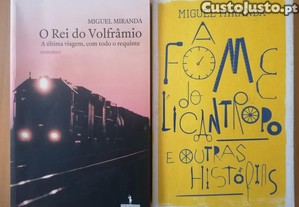 CustoJusto.pt
MIGUEL MIRANDA
O Rei do Volfrâmio
A última viagem, com todo o requinte
MIGUEL MIRANDA
A
FOME
do
LICANTROPO
E OUTRAS
HISTÓRIAS